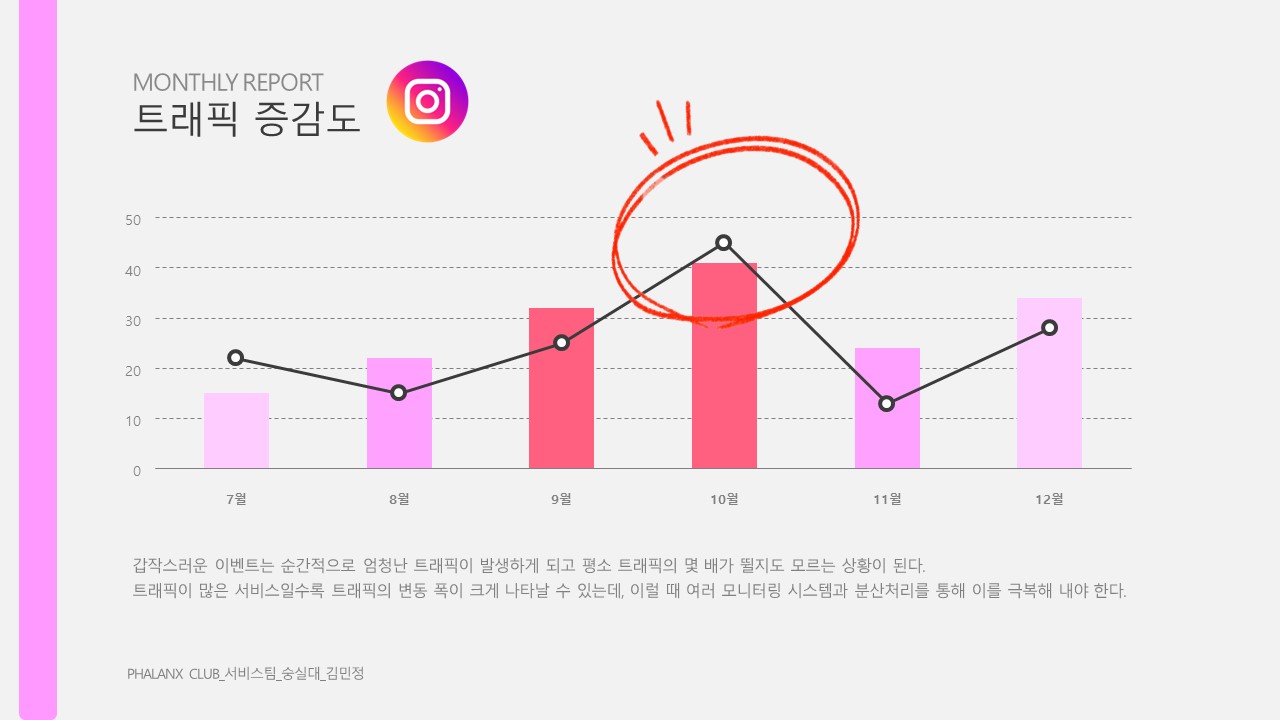 MONTHLY REPORT
트래픽 증감도
50
40
30
20
10
0
7월 8월 9월 10월 11월 12월
갑작스러운 이벤트는 순간적으로 엄청난 트래픽이 발생하게 되고 평소 트래픽의 몇 배가 뛸지도 모르는 상황이 된다.
트래픽이 많은 서비스일수록 트래픽의 변동 폭이 크게 나타날 수 있는데, 이럴 때 여러 모니터링 시스템과 분산처리를 통해 이를 극복해 내야 한다.
PHALANX CLUB_서비스팀_숭실대_김민정